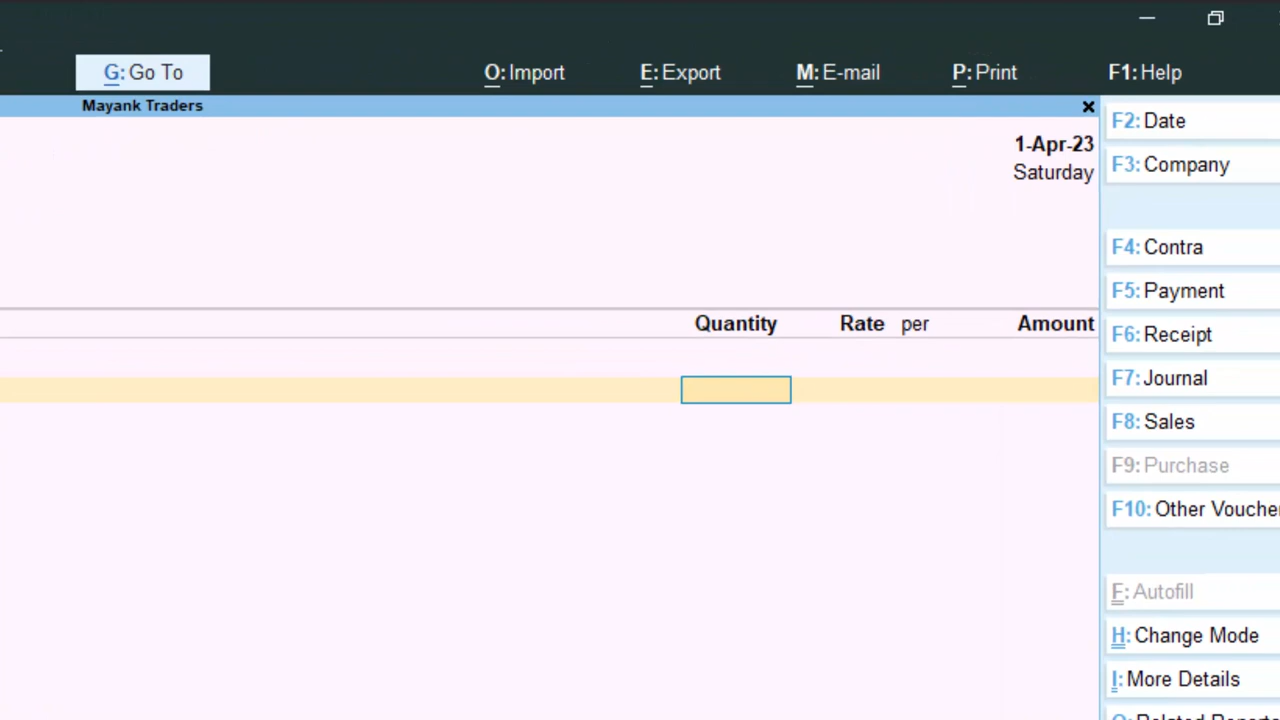 G: Go To O: Import E: Export M: E-mail P: Print F1: Help
Mayank Traders
1-Apr-23
Saturday
Quantity Rate per Amount
F2: Date
F3: Company
F4: Contra
F5: Payment
F6: Receipt
F7: Journal
F8: Sales
F9: Purchase
F10: Other Voucher
F: Autofill
H: Change Mode
I: More Details